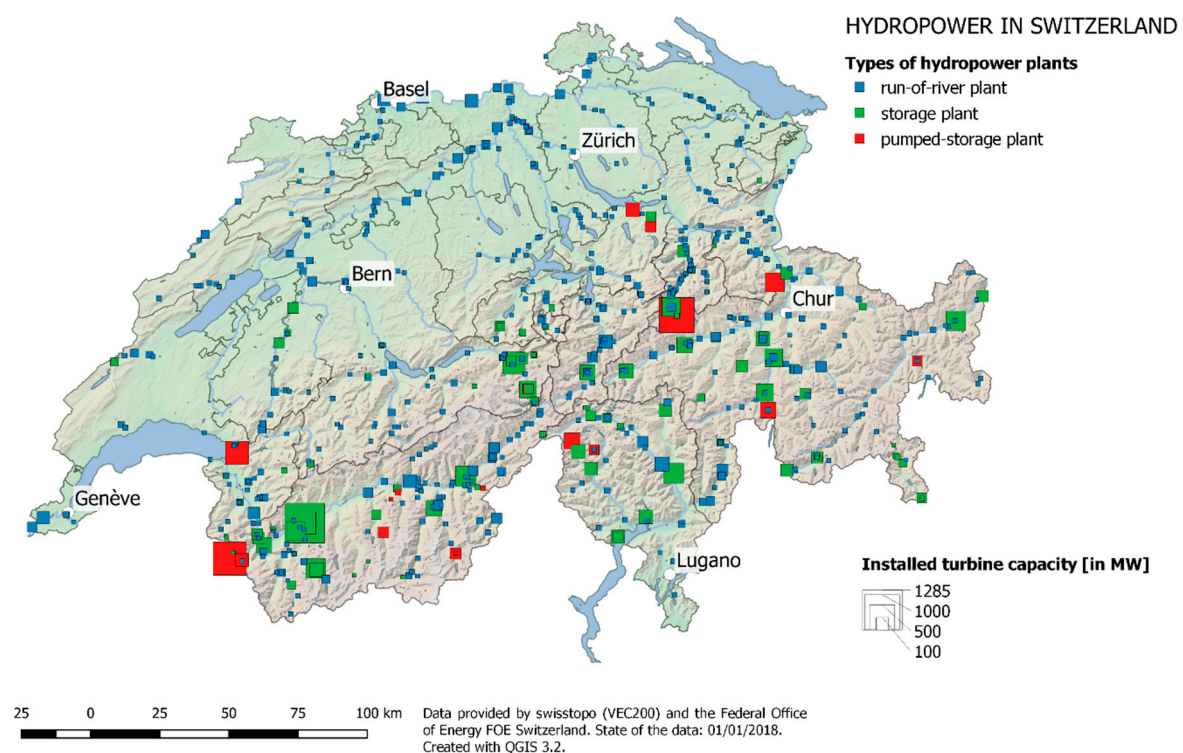 HYDROPOWER IN SWITZERLAND
Types of hydropower plants
run-of-river plant
storage plant
pumped-storage plant
Basel
Zürich
Bern
Chur
Genève
Lugano
Installed turbine capacity [in MW]
1285
1000
500
100
25 0 25 50 75 100 km
Data provided by swisstopo (VEC200) and the Federal Office
of Energy FOE Switzerland. State of the data: 01/01/2018.
Created with QGIS 3.2.